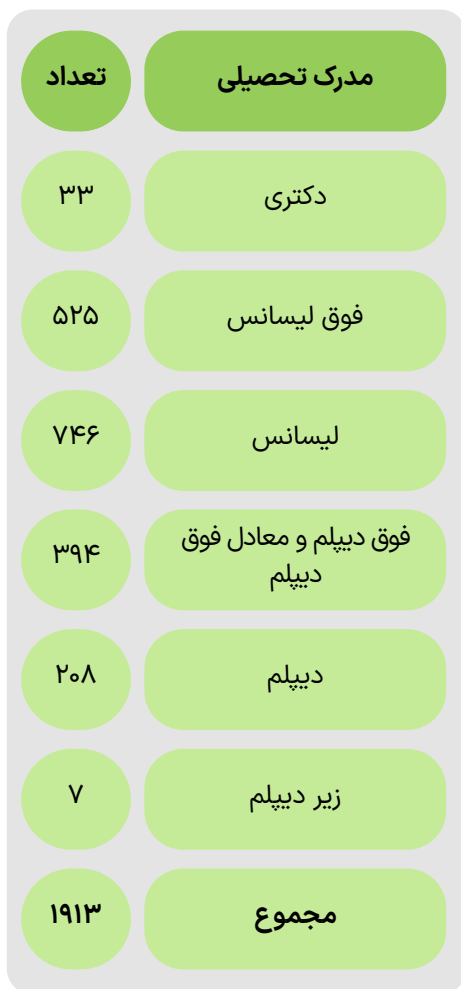 مدرک تحصیلی تعداد
دکتری ۳۳
فوق لیسانس ۵۲۵
لیسانس ۷۴۶
فوق دیپلم و معادل فوق
دیپلم ۳۹۴
دیپلم ۲۰۸
زیر دیپلم ۷
مجموع ۱۹۱۳